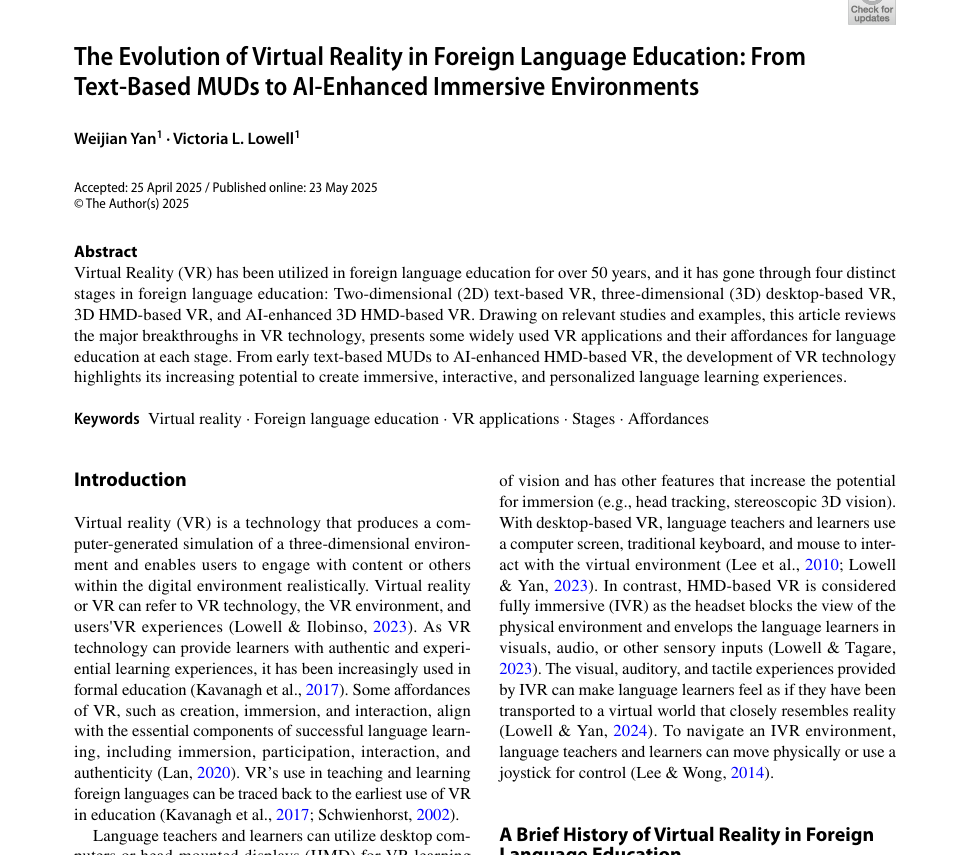 Check for
updates
The Evolution of Virtual Reality in Foreign Language Education: From
Text-Based MUDs to AI-Enhanced Immersive Environments
Weijian Yan1 · Victoria L. Lowell1
Accepted: 25 April 2025 / Published online: 23 May 2025
© The Author(s) 2025
Abstract
Virtual Reality (VR) has been utilized in foreign language education for over 50 years, and it has gone through four distinct
stages in foreign language education: Two-dimensional (2D) text-based VR, three-dimensional (3D) desktop-based VR,
3D HMD-based VR, and AI-enhanced 3D HMD-based VR. Drawing on relevant studies and examples, this article reviews
the major breakthroughs in VR technology, presents some widely used VR applications and their affordances for language
education at each stage. From early text-based MUDs to AI-enhanced HMD-based VR, the development of VR technology
highlights its increasing potential to create immersive, interactive, and personalized language learning experiences.
Keywords Virtual reality · Foreign language education · VR applications · Stages · Affordances
Introduction
Virtual reality (VR) is a technology that produces a com-
puter-generated simulation of a three-dimensional environ-
ment and enables users to engage with content or others
within the digital environment realistically. Virtual reality
or VR can refer to VR technology, the VR environment, and
users'VR experiences (Lowell & Ilobinso, 2023). As VR
technology can provide learners with authentic and experi-
ential learning experiences, it has been increasingly used in
formal education (Kavanagh et al., 2017). Some affordances
of VR, such as creation, immersion, and interaction, align
with the essential components of successful language learn-
ing, including immersion, participation, interaction, and
authenticity (Lan, 2020). VR's use in teaching and learning
foreign languages can be traced back to the earliest use of VR
in education (Kavanagh et al., 2017; Schwienhorst, 2002).
Language teachers and learners can utilize desktop com-
puters or head-mounted displays (HMD) for VR learning
of vision and has other features that increase the potential
for immersion (e.g., head tracking, stereoscopic 3D vision).
With desktop-based VR, language teachers and learners use
a computer screen, traditional keyboard, and mouse to inter-
act with the virtual environment (Lee et al., 2010; Lowell
& Yan, 2023). In contrast, HMD-based VR is considered
fully immersive (IVR) as the headset blocks the view of the
physical environment and envelops the language learners in
visuals, audio, or other sensory inputs (Lowell & Tagare,
2023). The visual, auditory, and tactile experiences provided
by IVR can make language learners feel as if they have been
transported to a virtual world that closely resembles reality
(Lowell & Yan, 2024). To navigate an IVR environment,
language teachers and learners can move physically or use a
joystick for control (Lee & Wong, 2014).
A Brief History of Virtual Reality in Foreign
Language Education